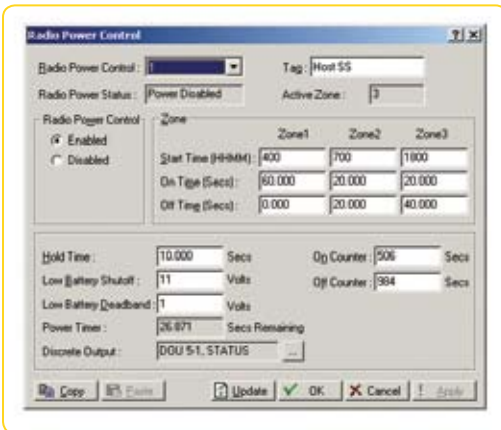 Radio Power Control
Radio Power Control : 1 Tag : Host SS
Radio Power Status : Power Disabled Active Zone : 3
Radio Power Control
Enabled
Disabled
Zone
Zone1 Zone2 Zone3
Start Time (HHMM) : 400 700 1800
On Time (Secs) : 60.000 20.000 20.000
Off Time (Secs) : 0.000 20.000 40.000
Hold Time : 10.000 Secs On Counter : 506 Secs
Low Battery Shutoff : 11 Volts Off Counter : 984 Secs
Low Battery Deadband : 1 Volts
Power Timer : 26.871 Secs Remaining
Discrete Output : DOU 5-1, STATUS ...
Copy Paste Update OK Cancel ! Apply